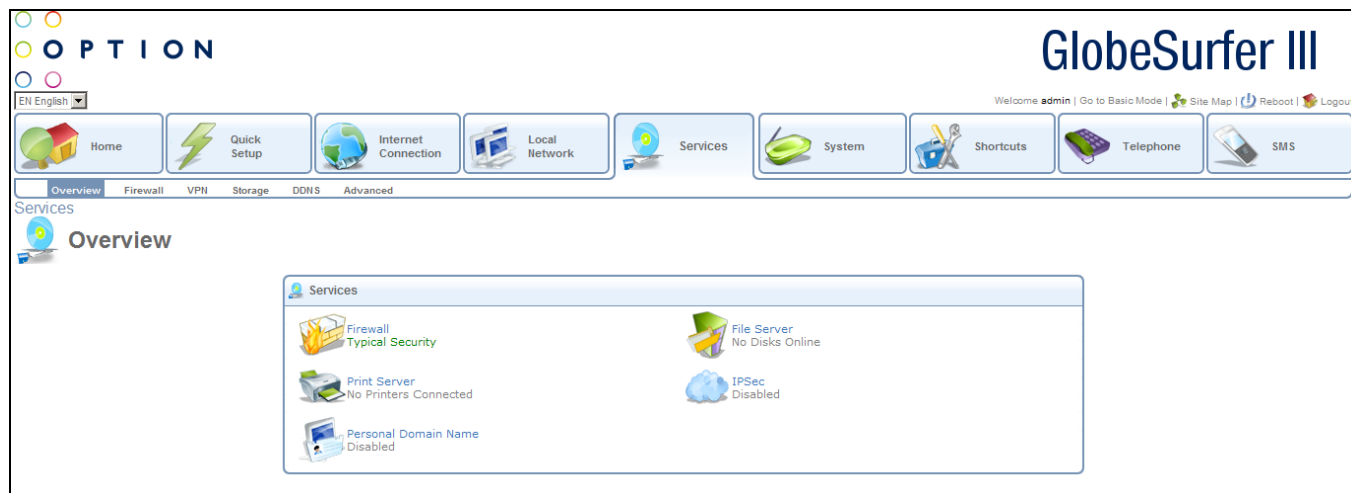 OPTION
GlobeSurfer III
EN English
Welcome admin | Go to Basic Mode | Site Map | Reboot | Logout
Home
Quick Setup
Internet Connection
Local Network
Services
System
Shortcuts
Telephone
SMS
Overview Firewall VPN Storage DDNS Advanced
Services
Overview
Services
Firewall
Typical Security
File Server
No Disks Online
Print Server
No Printers Connected
IPSec
Disabled
Personal Domain Name
Disabled